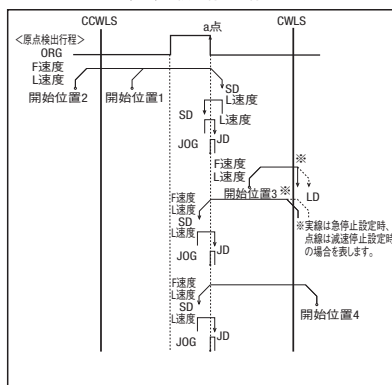 CCWLS
a点
CWLS
<原点検出行程>
ORG
F速度
L速度
開始位置2
開始位置1
SD
L速度
SD
L速度
JOG
JD
F速度
L速度
※
開始位置3
※
LD
F速度
L速度
SD
L速度
JOG
JD
※実線は急停止設定時、
点線は減速停止設定時
の場合を表します。
F速度
L速度
SD
L速度
開始位置4
JOG
JD